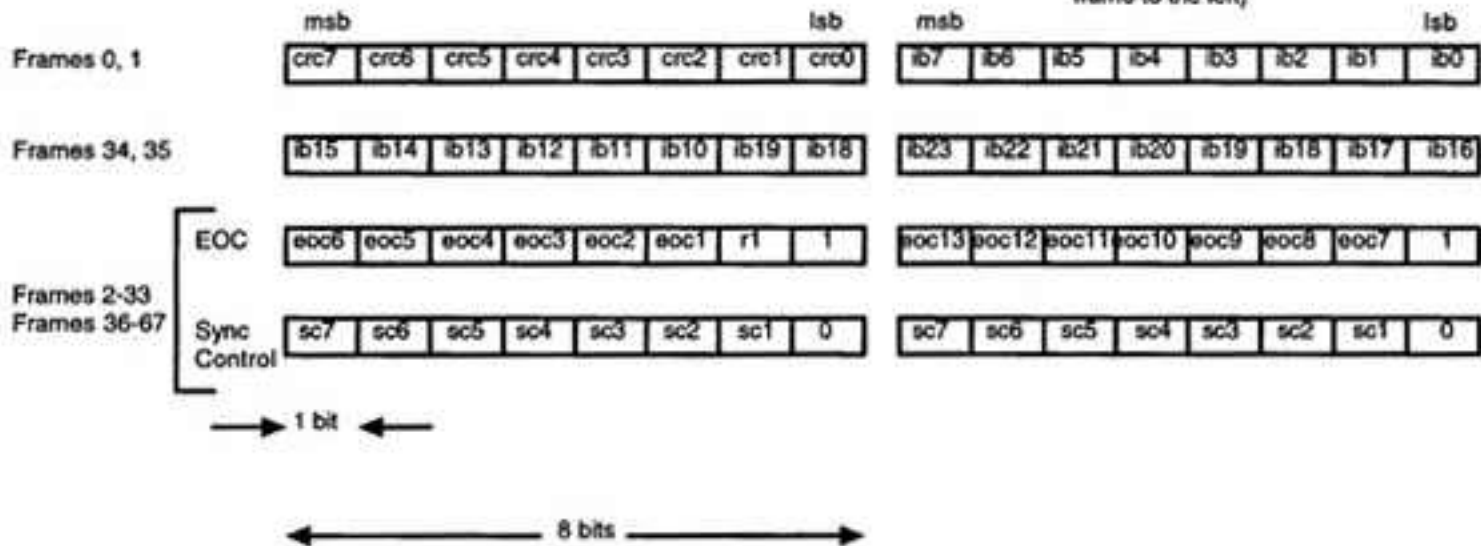 frame to the left)
msb lsb msb lsb
Frames 0, 1 crc7 crc6 crc5 crc4 crc3 crc2 crc1 crc0 ib7 ib6 ib5 ib4 ib3 ib2 ib1 ib0
Frames 34, 35 ib15 ib14 ib13 ib12 ib11 ib10 ib19 ib18 ib23 ib22 ib21 ib20 ib19 ib18 ib17 ib16
EOC eoc6 eoc5 eoc4 eoc3 eoc2 eoc1 r1 1 eoc13 eoc12 eoc11 eoc10 eoc9 eoc8 eoc7 1
Frames 2-33
Frames 36-67
Sync sc7 sc6 sc5 sc4 sc3 sc2 sc1 0 sc7 sc6 sc5 sc4 sc3 sc2 sc1 0
Control
1 bit
8 bits